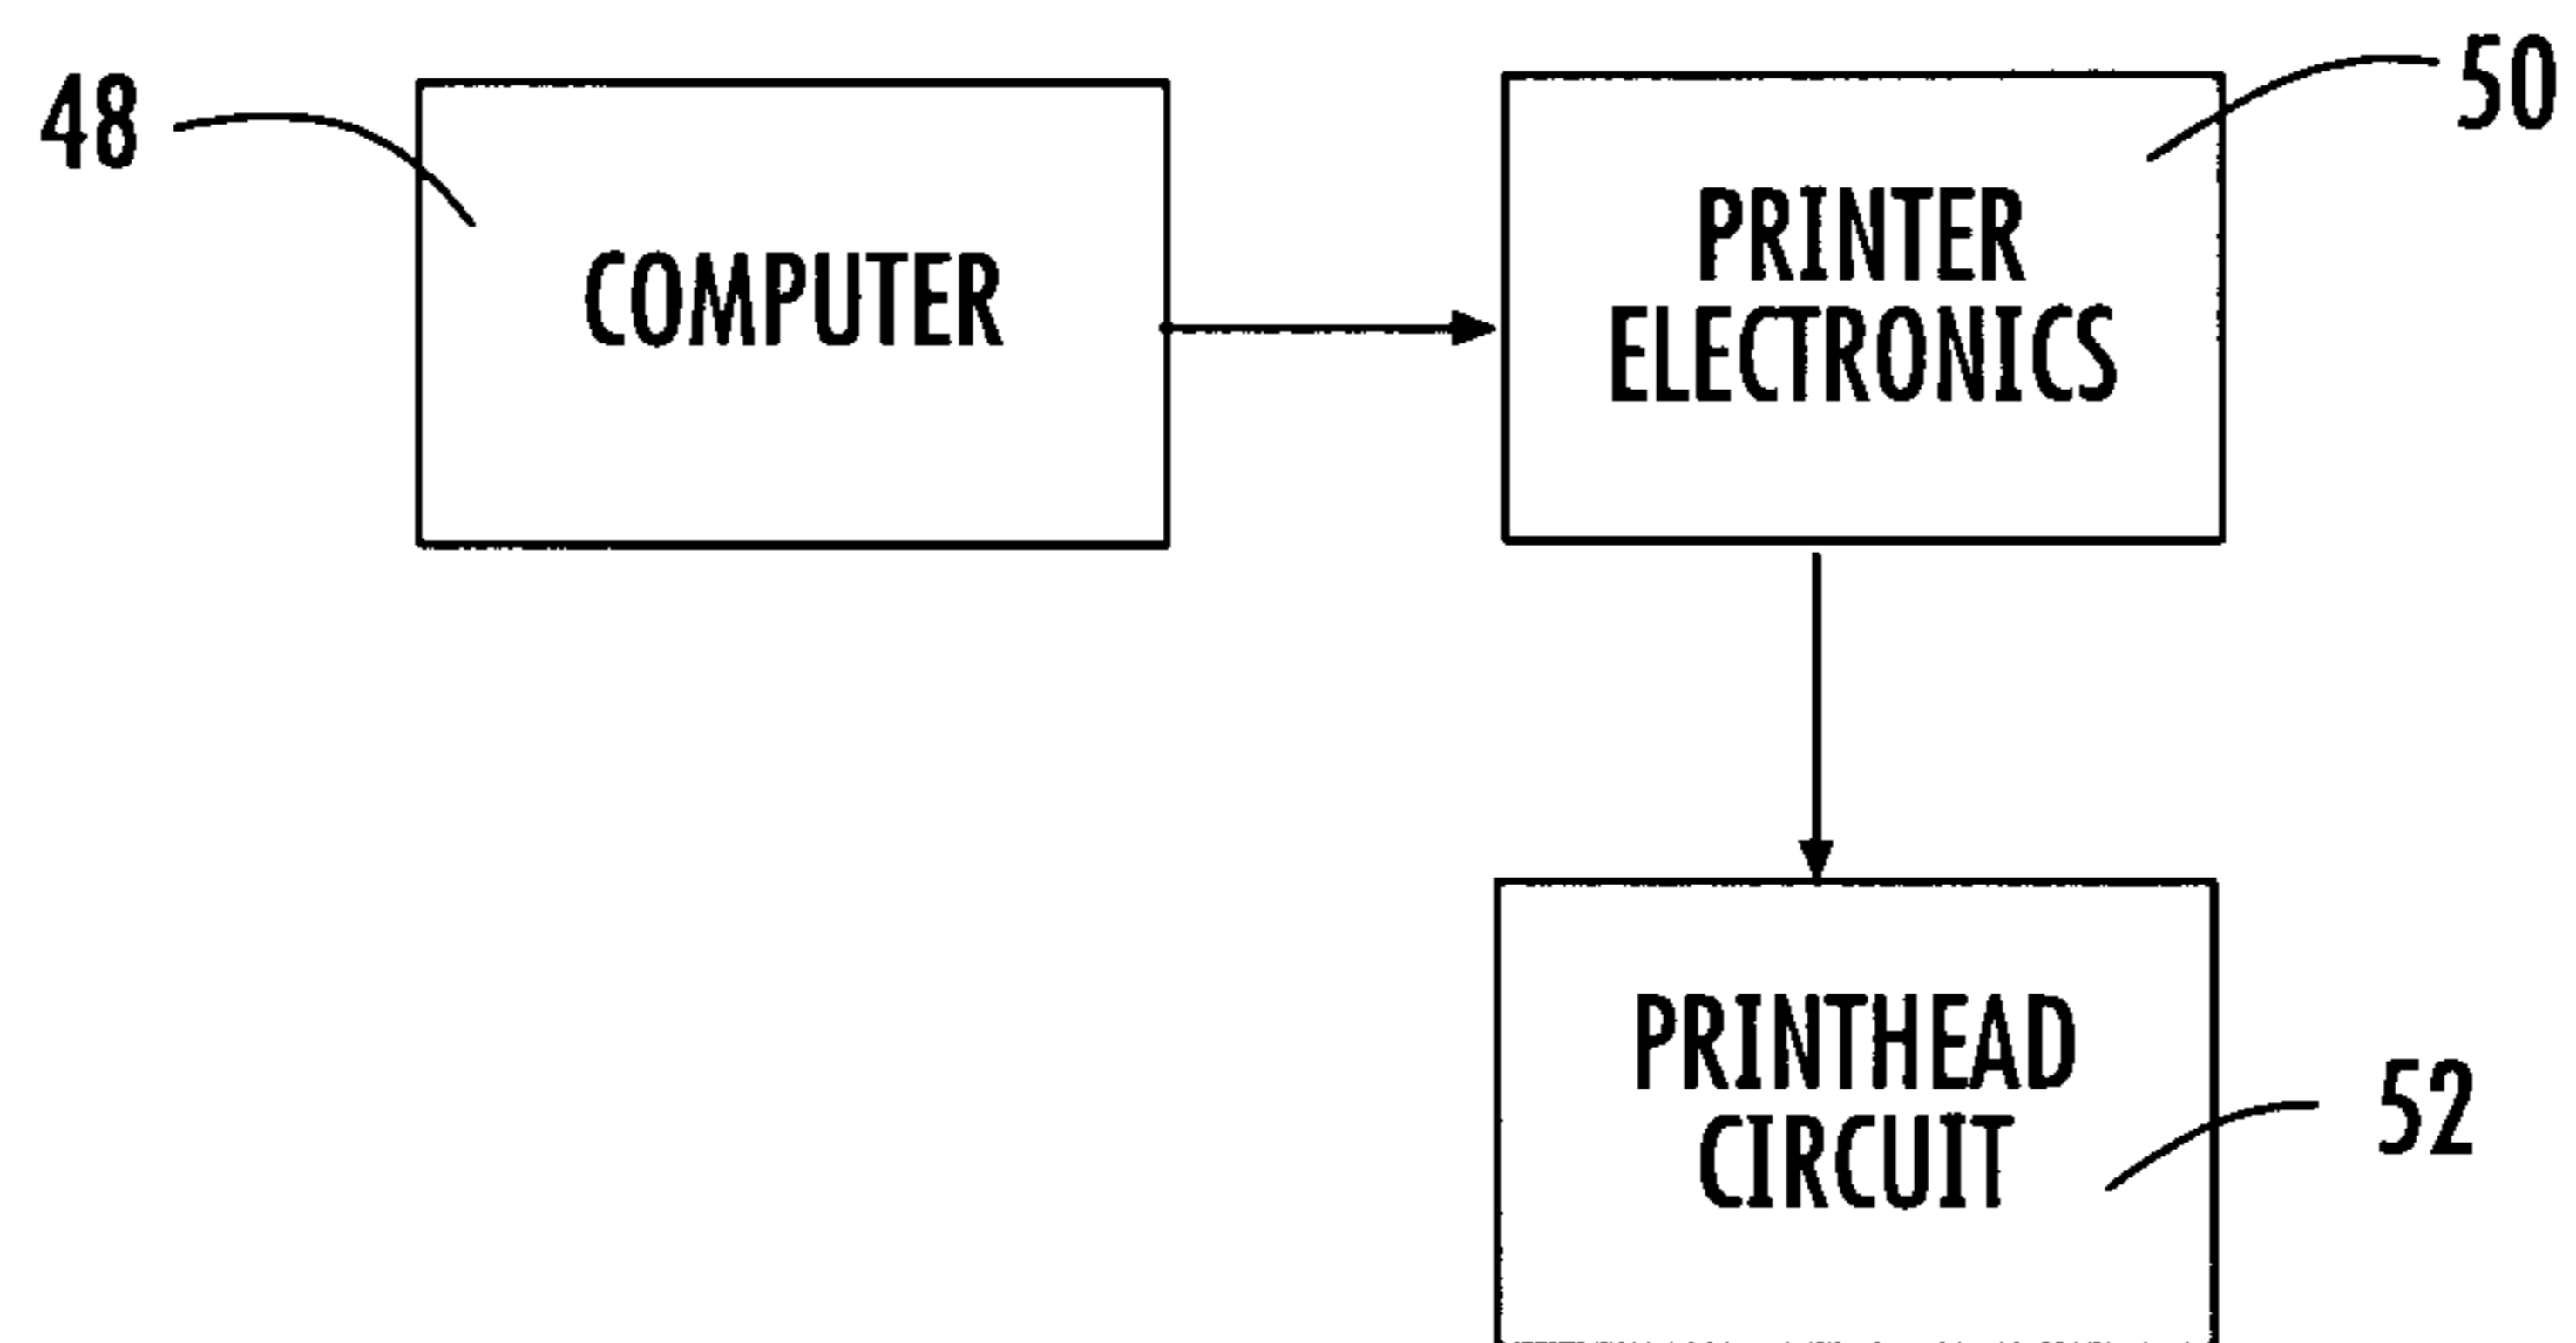 48
COMPUTER
PRINTER
ELECTRONICS
50
PRINTHEAD
CIRCUIT
52